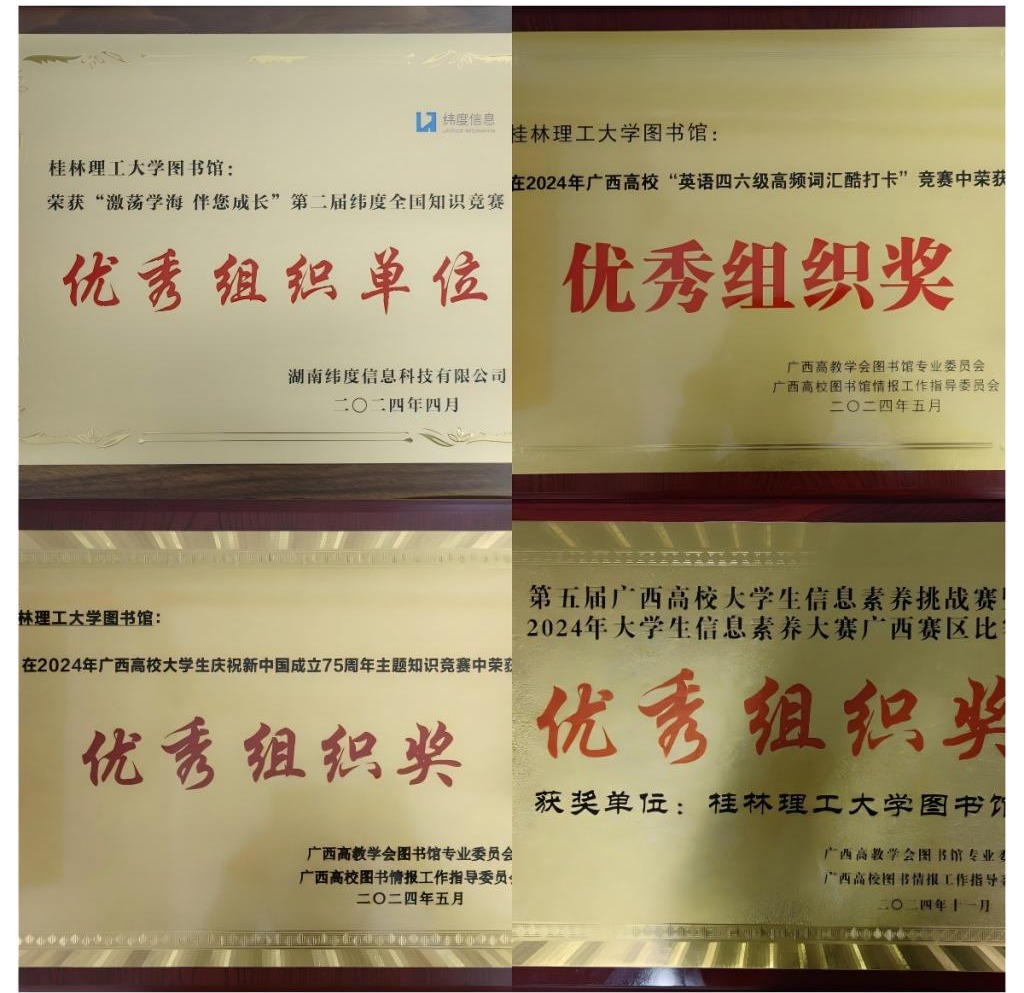 纬度信息
桂林理工大学图书馆：
荣获“激荡学海 伴您成长”第二届纬度全国知识竞赛
优秀组织单位
湖南纬度信息科技有限公司
二〇二四年四月
桂林理工大学图书馆：
在2024年广西高校“英语四六级高频词汇酷打卡”竞赛中荣获
优秀组织奖
广西高教学会图书馆专业委员会
广西高校图书馆情报工作指导委员会
二〇二四年五月
林理工大学图书馆：
在2024年广西高校大学生庆祝新中国成立75周年主题知识竞赛中荣获
优秀组织奖
广西高教学会图书馆专业委员会
广西高校图书馆情报工作指导委员会
二〇二四年五月
第五届广西高校大学生信息素养挑战赛暨
2024年大学生信息素养大赛广西赛区比赛
优秀组织奖
获奖单位：桂林理工大学图书馆
广西高教学会图书馆专业委
广西高校图书馆情报工作指导委
二〇二四年十一月